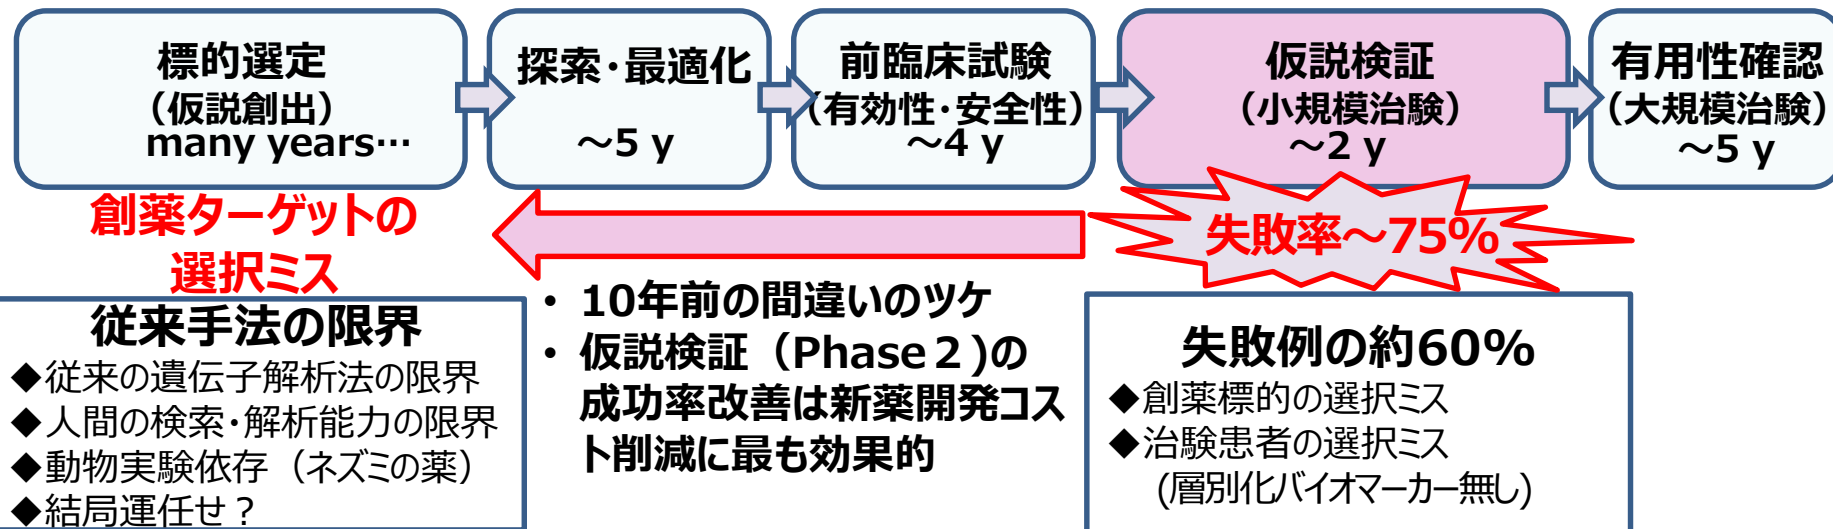 標的選定
（仮説創出）
many years…
探索・最適化
～5 y
前臨床試験
（有効性・安全性）
～4 y
仮説検証
（小規模治験）
～2 y
有用性確認
（大規模治験）
～5 y
創薬ターゲットの
選択ミス
失敗率～75%
従来手法の限界
◆従来の遺伝子解析法の限界
◆人間の検索・解析能力の限界
◆動物実験依存（ネズミの薬）
◆結局運任せ？
・ 10年前の間違いのツケ
・ 仮説検証（Phase２)の
成功率改善は新薬開発コス
ト削減に最も効果的
失敗例の約60%
◆創薬標的の選択ミス
◆治験患者の選択ミス
(層別化バイオマーカー無し)